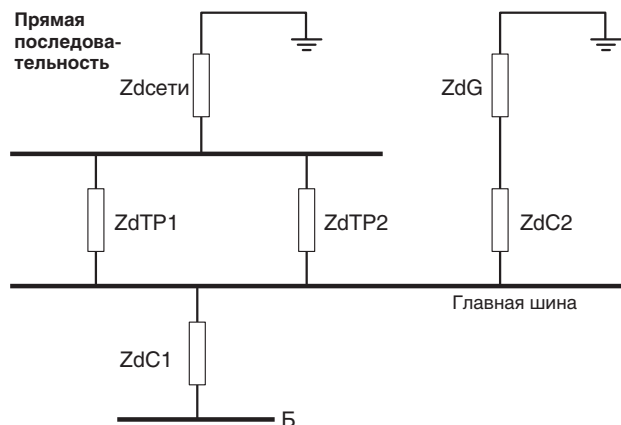 Прямая
последова-
тельность
Zdсети
ZdG
ZdTP1
ZdTP2
ZdC2
Главная шина
ZdC1
Б